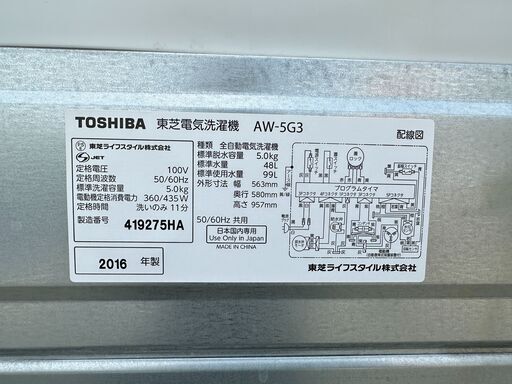 TOSHIBA 東芝電気洗濯機 AW-5G3
配線図
東芝ライフスタイル株式会社
JET
定格電圧 100V
定格周波数 50/60Hz
標準洗濯容量 5.0kg
電動機定格消費電力 360/435W
定格時間 洗いのみ 11分
製造番号 419275HA
2016 年製
種類 全自動電気洗濯機
標準脱水容量 5.0kg
標準水量 48L
標準使用水量 99L
外形寸法 幅 563mm
奥行 580mm
高さ 957mm
50/60Hz 共用
日本国内専用
Use Only in Japan
MADE IN CHINA
ロック
プログラムタイマ
東芝ライフスタイル株式会社